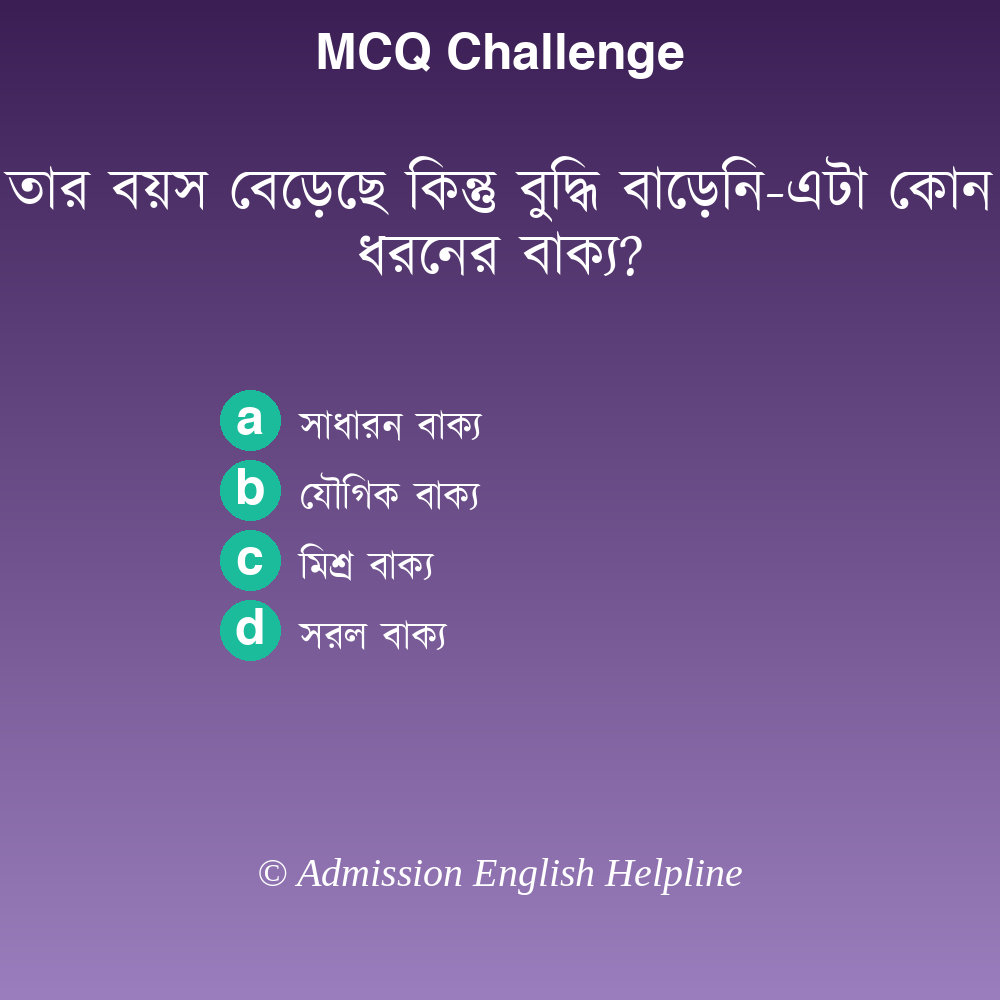 MCQ Challenge
তার বয়স বেড়েছে কিন্তু বুদ্ধি বাড়েনি-এটা কোন
ধরনের বাক্য?
a সাধারন বাক্য
b যৌগিক বাক্য
c মিশ্র বাক্য
d সরল বাক্য
© Admission English Helpline